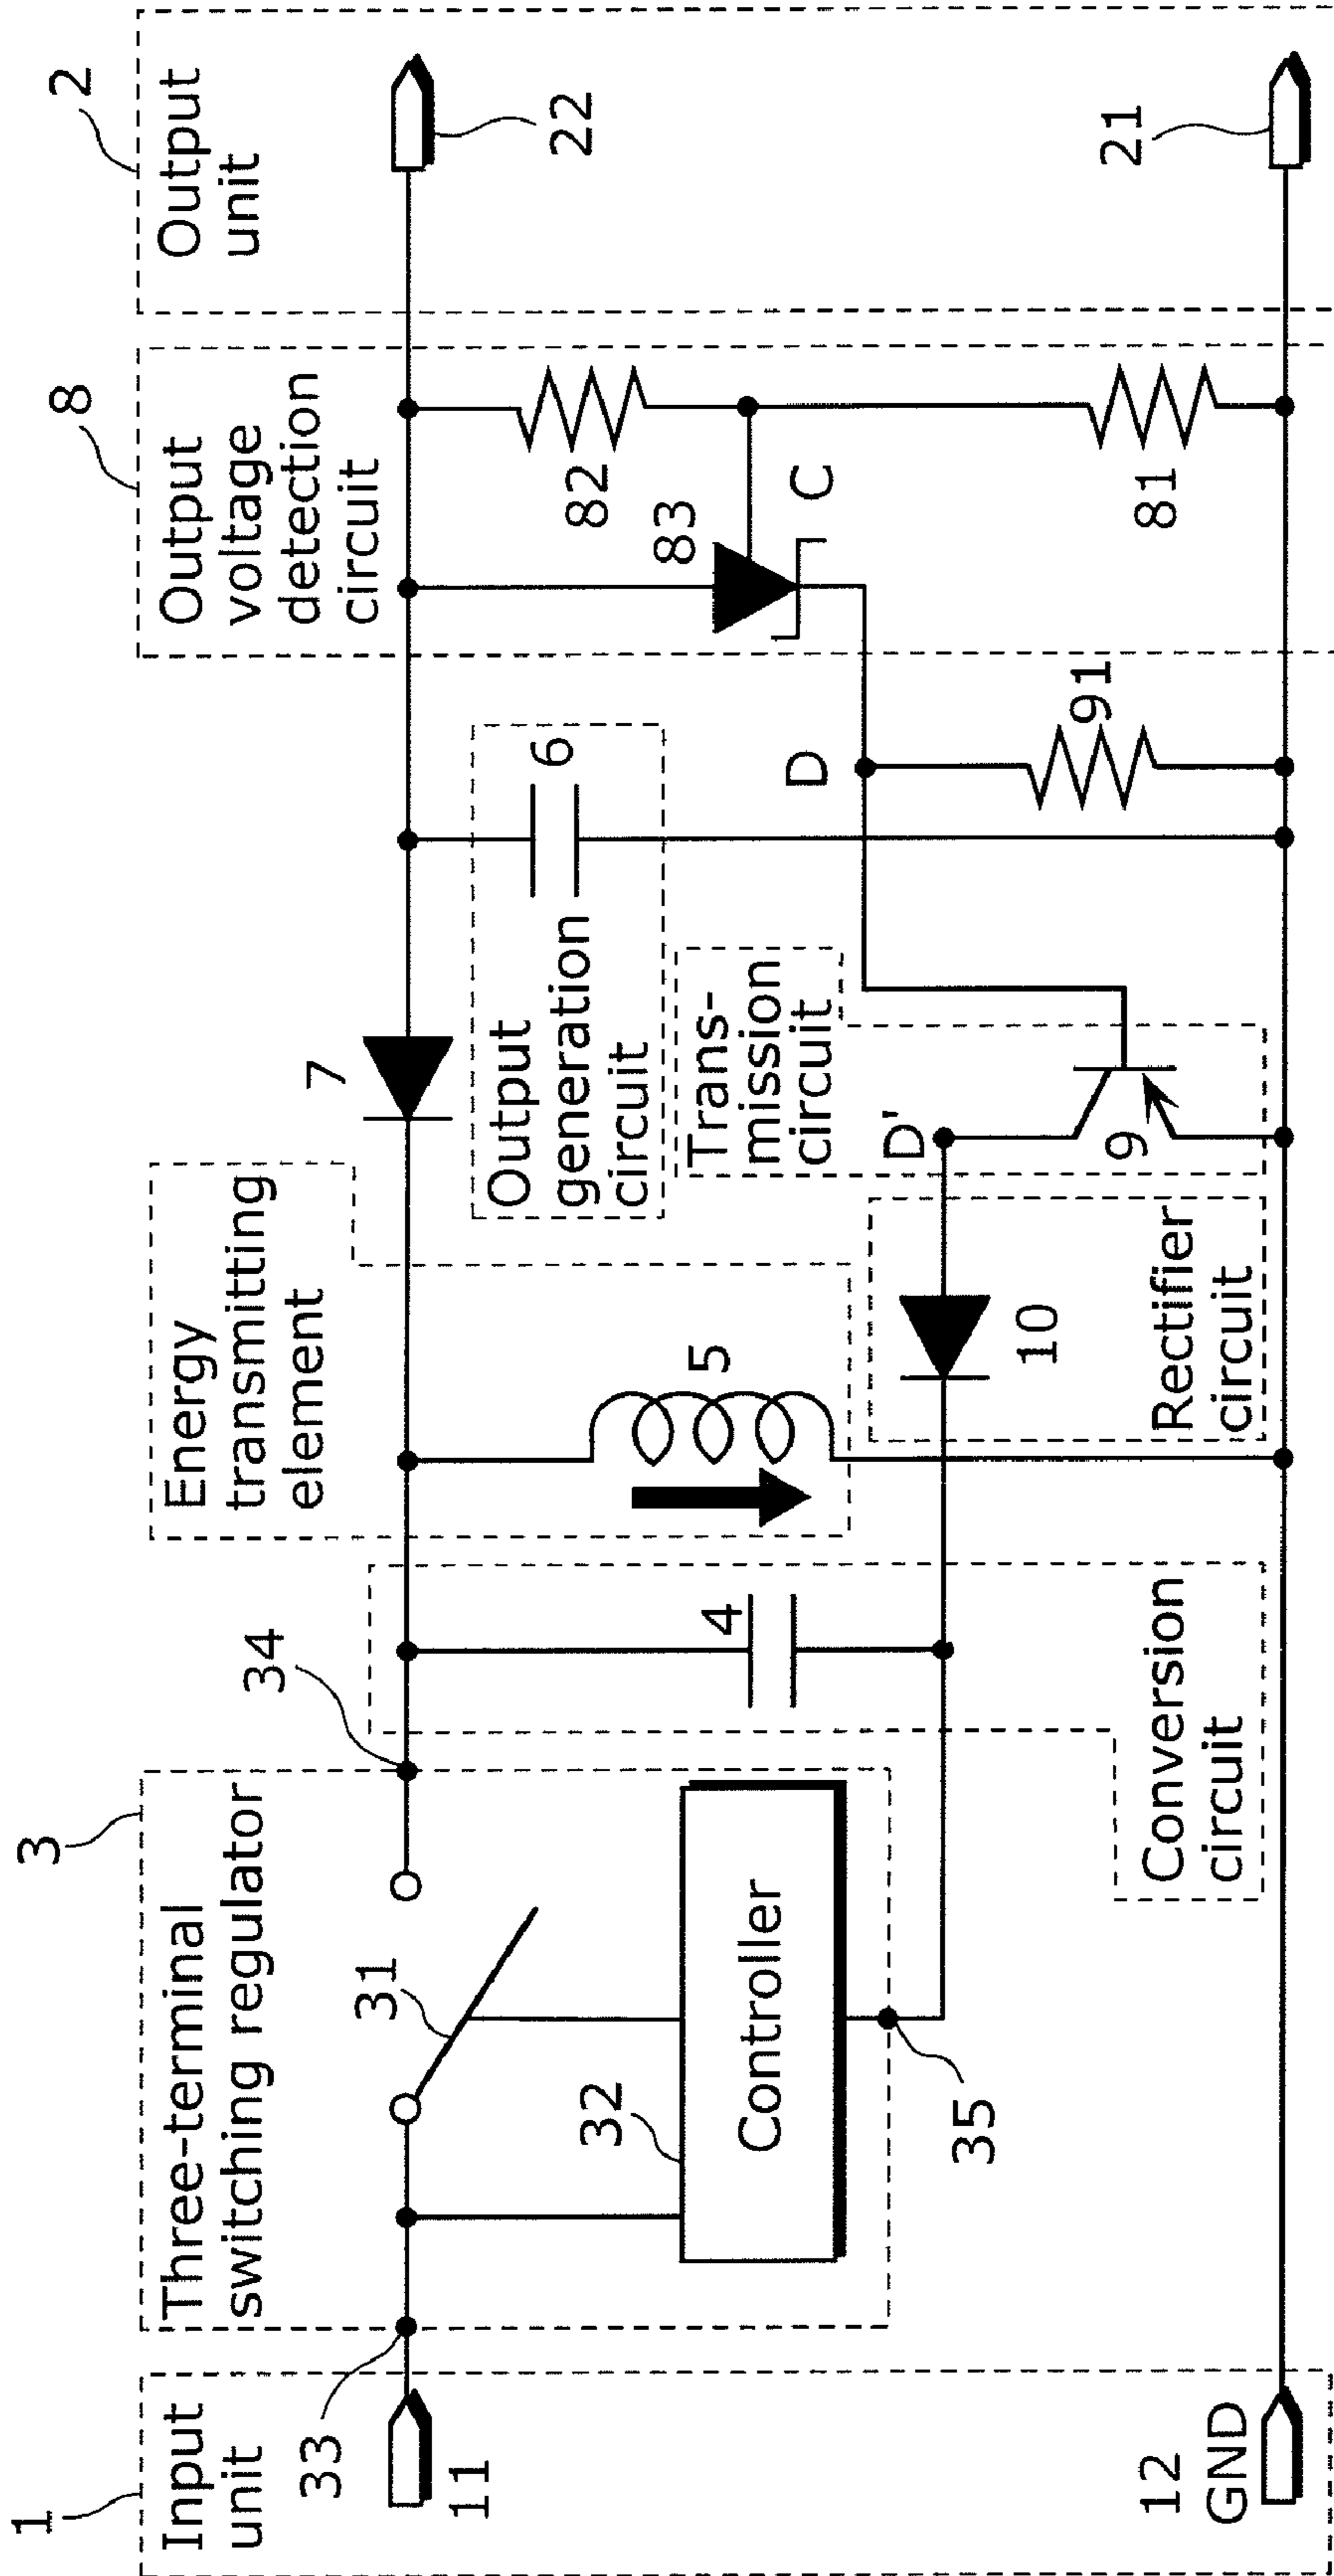 1
Input
unit
33
11
12
GND
3
Three-terminal
switching regulator
31
32
Controller
35
34
4
Conversion
circuit
Energy
transmitting
element
5
10
Rectifier
circuit
7
Output
generation
circuit
6
Trans-
mission
circuit
D'
9
D
91
8
Output
voltage
detection
circuit
82
83
C
81
2
Output
unit
22
21